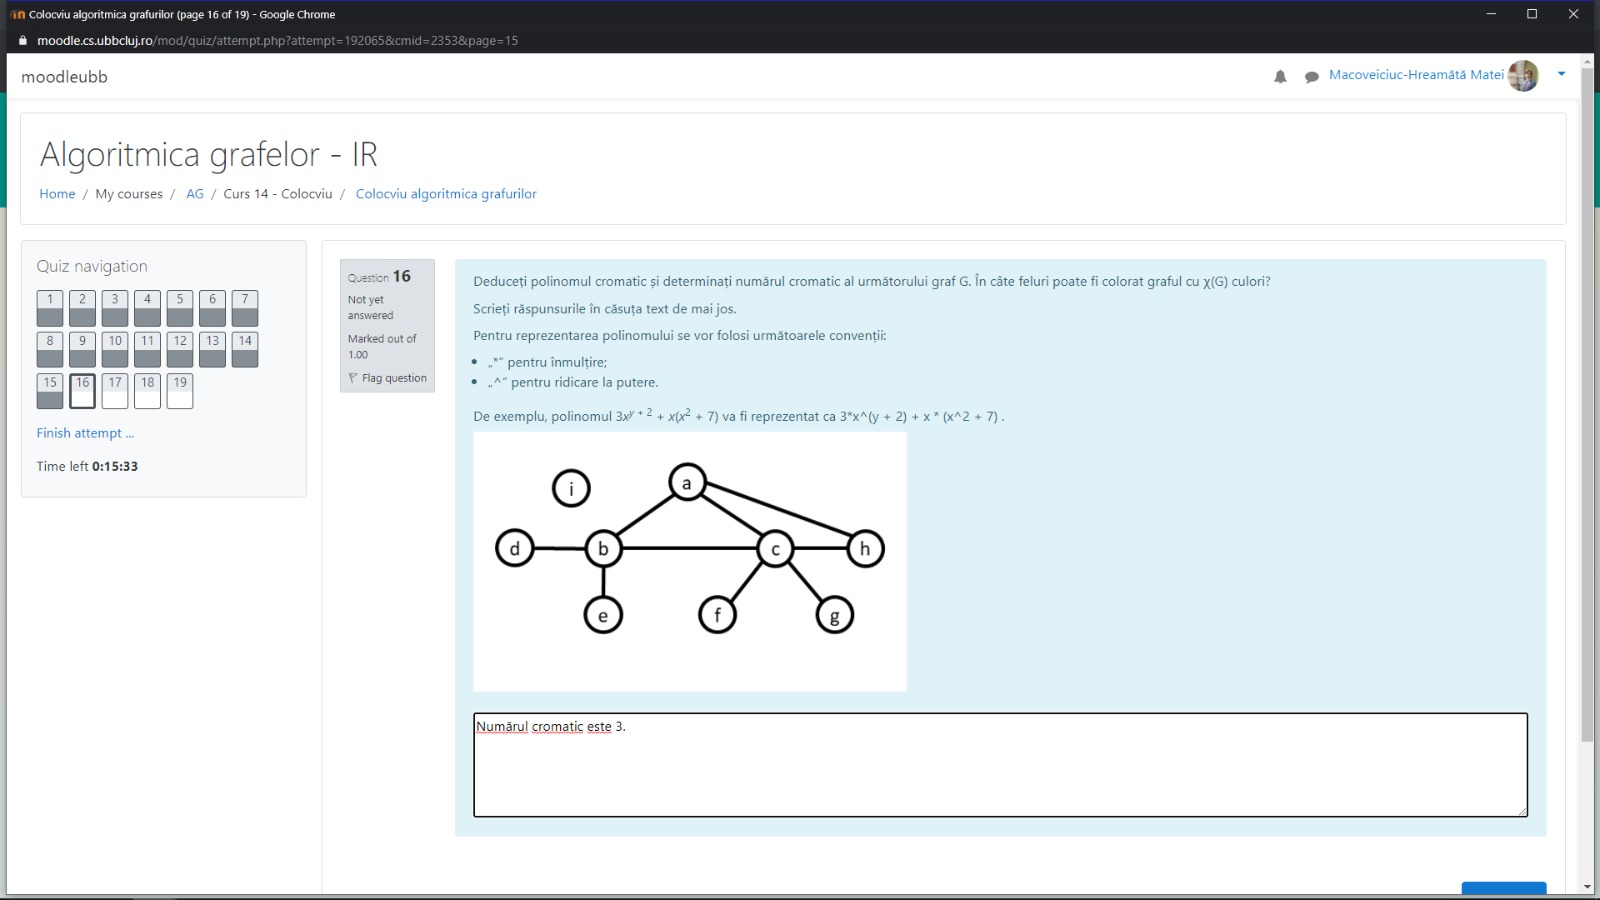 Colocviu algoritmica grafurilor (page 16 of 19) - Google Chrome
moodle.cs.ubbcluj.ro/mod/quiz/attempt.php?attempt=192065&cmid=2353&page=15
moodleubb
Macoveiciuc-Hreamătă Matei
Algoritmica grafelor - IR
Home / My courses / AG / Curs 14 - Colocviu / Colocviu algoritmica grafurilor
Quiz navigation
1 2 3 4 5 6 7
8 9 10 11 12 13 14
15 16 17 18 19
Finish attempt ...
Time left 0:15:33
Question 16
Not yet
answered
Marked out of
1.00
Flag question
Deduceți polinomul cromatic și determinați numărul cromatic al următorului graf G. În câte feluri poate fi colorat graful cu χ(G) culori?
Scrieți răspunsurile în căsuța text de mai jos.
Pentru reprezentarea polinomului se vor folosi următoarele convenții:
• „*“ pentru înmulțire;
• „^“ pentru ridicare la putere.
De exemplu, polinomul 3x^y + 2 + x(x^2 + 7) va fi reprezentat ca 3*x^(y + 2) + x * (x^2 + 7) .
i a
d b c h
e f g
Numărul cromatic este 3.